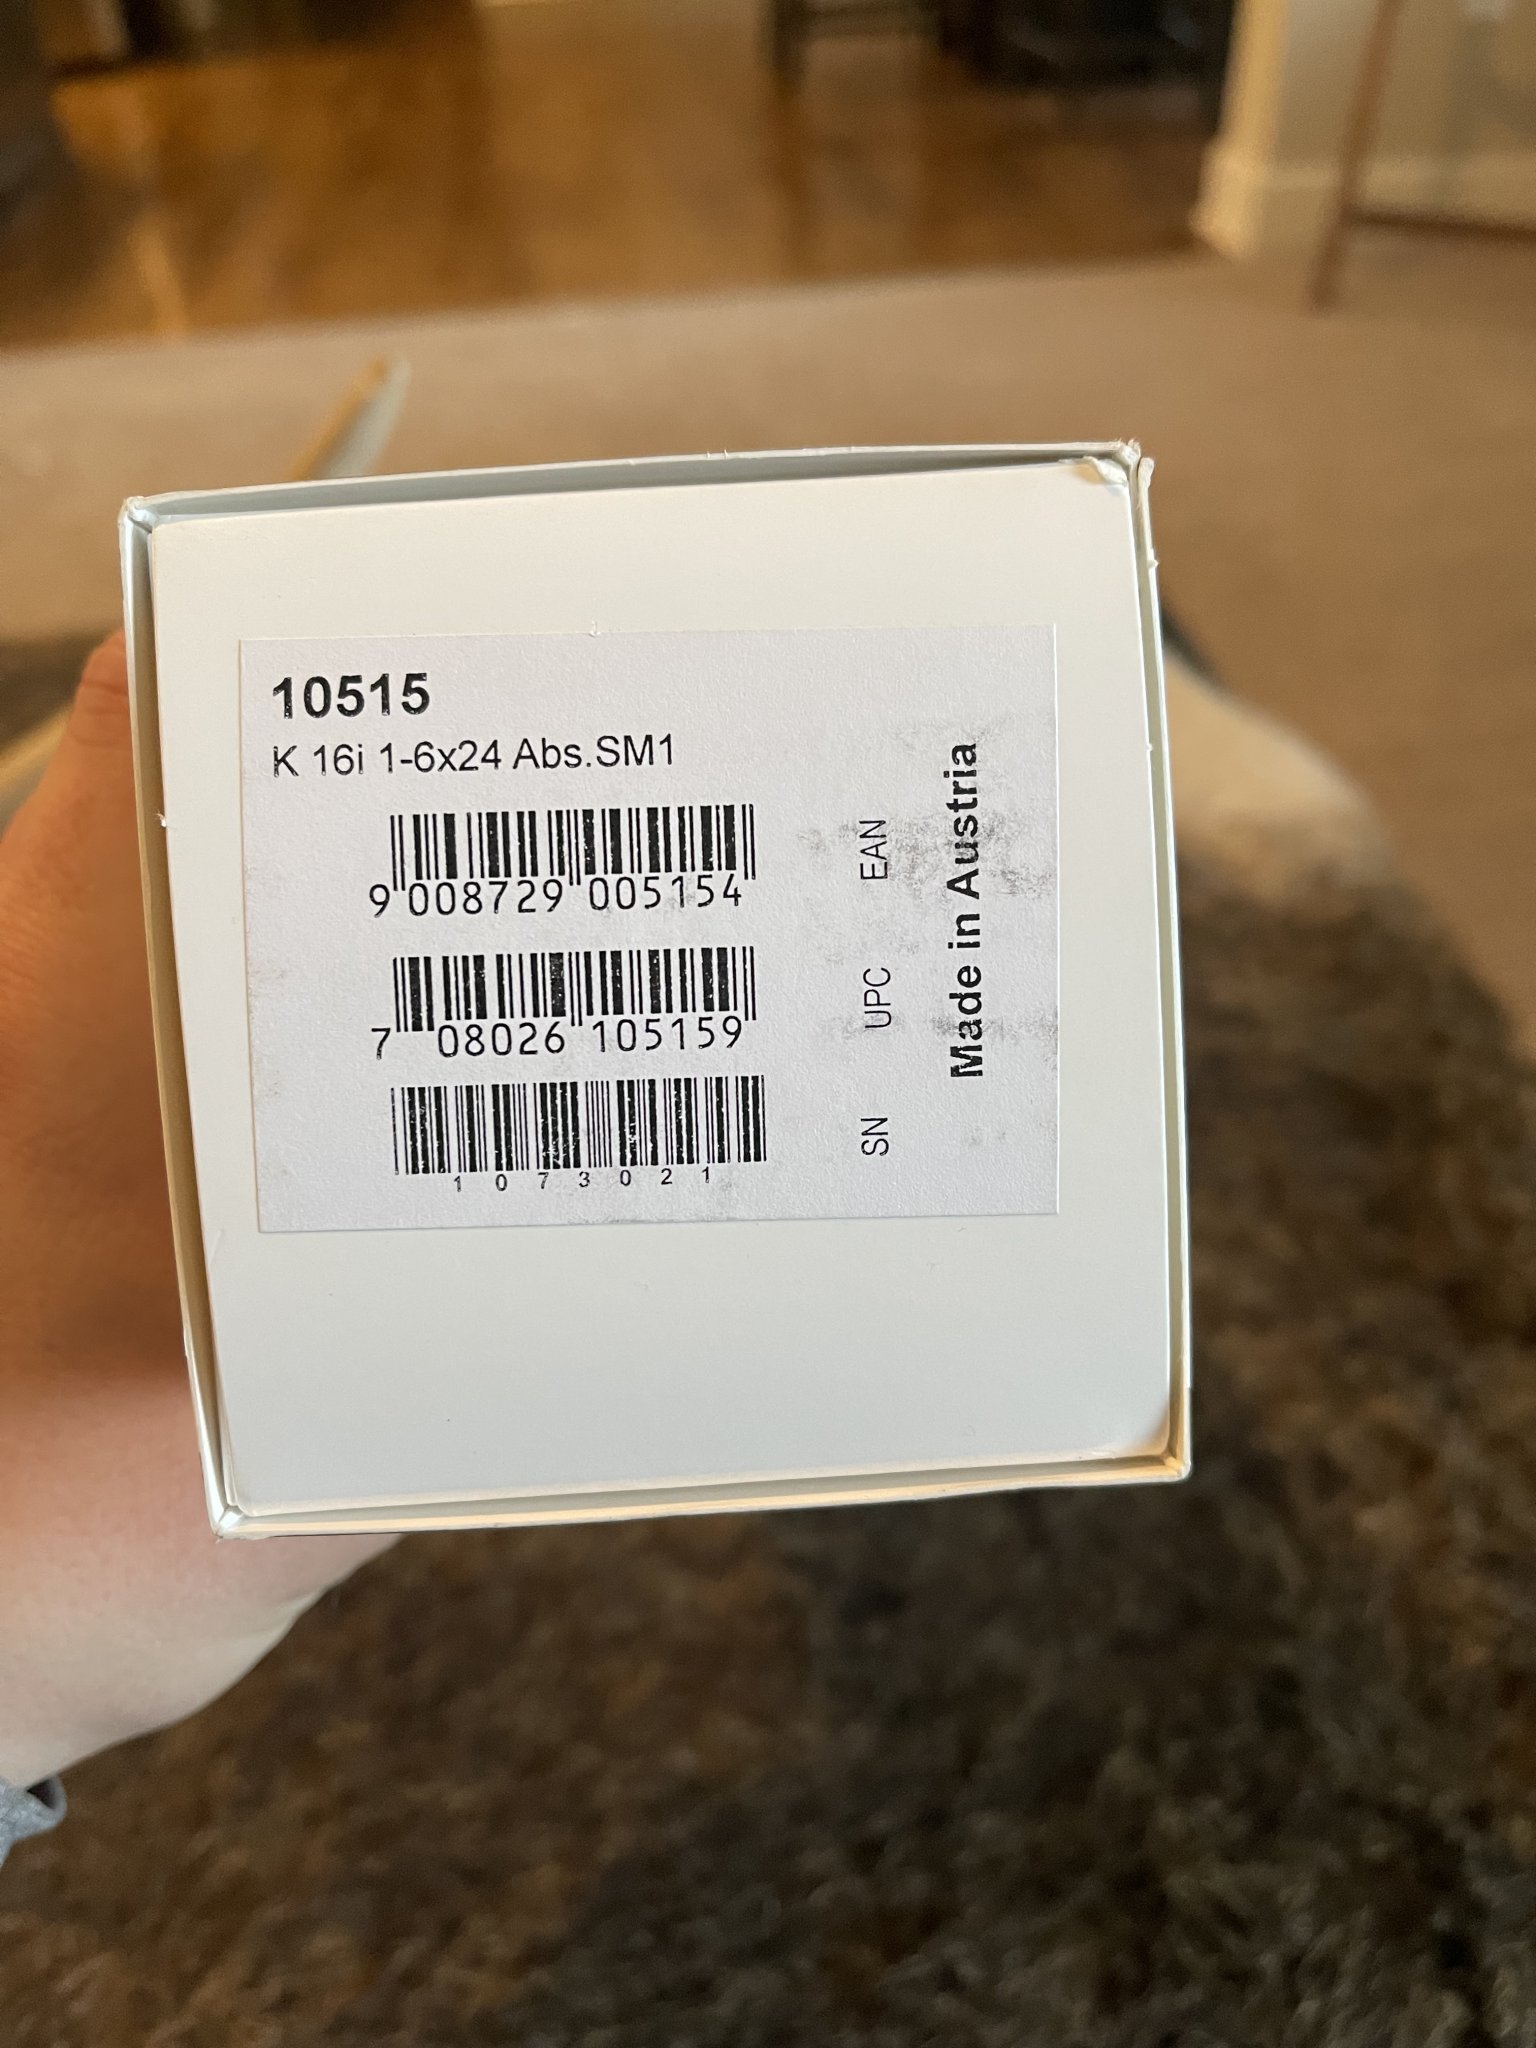 10515
K 16i 1-6x24 Abs.SM1
9 008729 005154
EAN
7 08026 105159
UPC
1073021
SN
Made in Austria